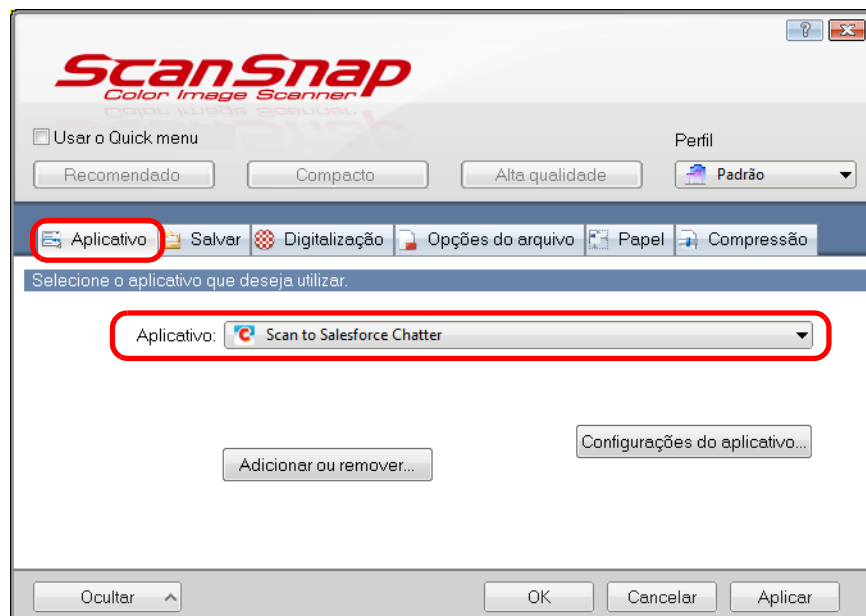 ScanSnap
Color Image Scanner
Usar o Quick menu
Perfil
Recomendado Compacto Alta qualidade Padrão
Aplicativo Salvar Digitalização Opções do arquivo Papel Compressão
Selecione o aplicativo que deseja utilizar.
Aplicativo: Scan to Salesforce Chatter
Configurações do aplicativo...
Adicionar ou remover...
Ocultar OK Cancelar Aplicar